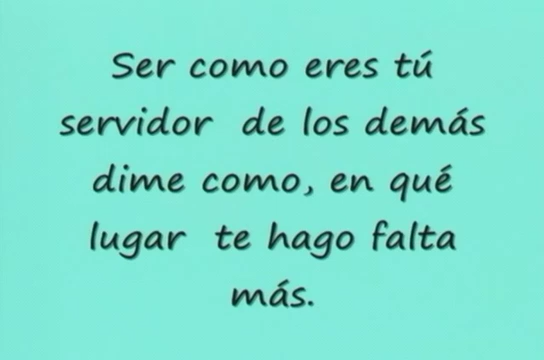 Ser como eres tú
servidor de los demás
dime como, en qué
lugar te hago falta
más.